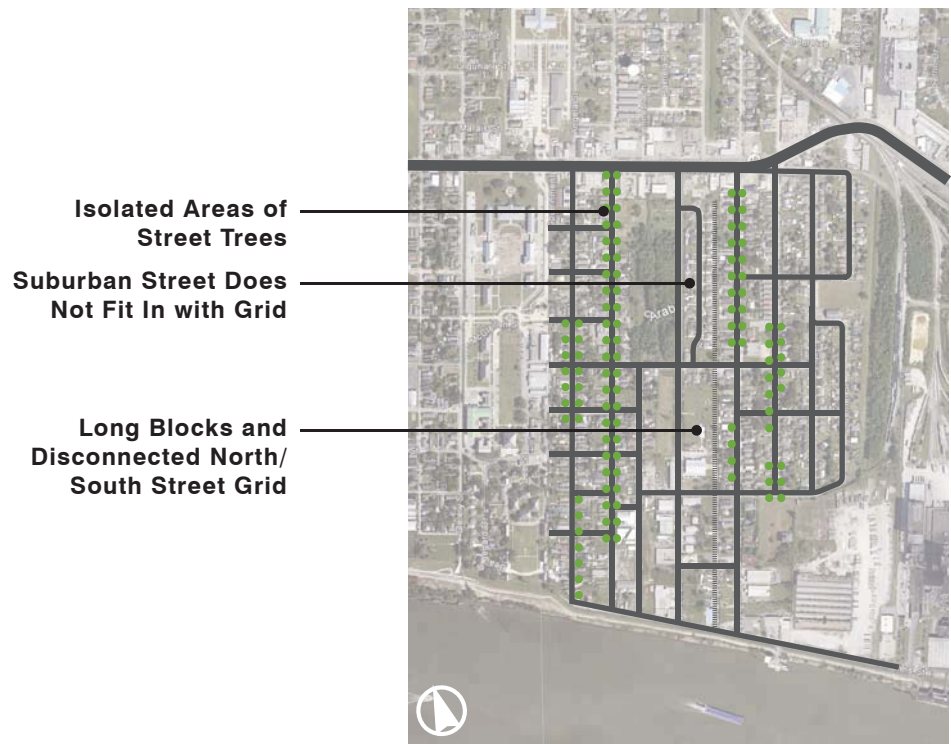 Isolated Areas of
Street Trees
Suburban Street Does
Not Fit In with Grid
Arab
Long Blocks and
Disconnected North/
South Street Grid